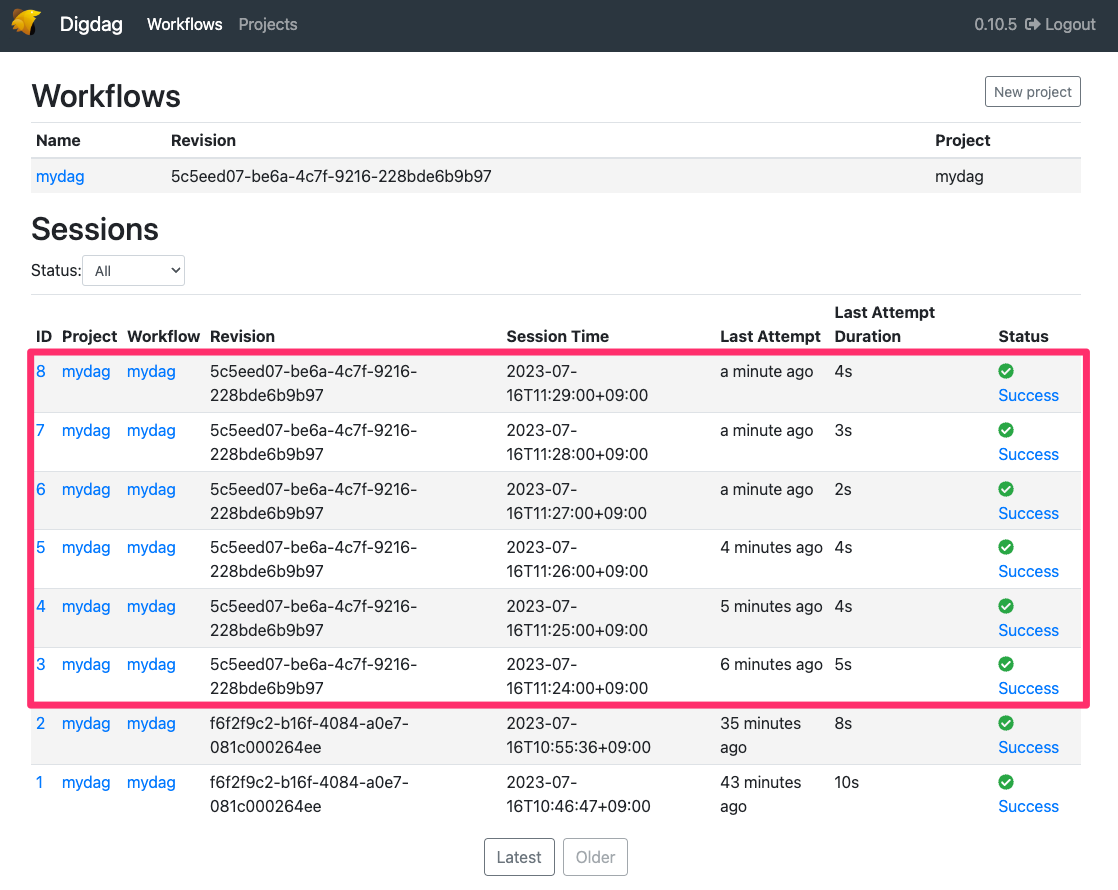 Digdag Workflows Projects 0.10.5 Logout
Workflows New project
Name Revision Project
mydag 5c5eed07-be6a-4c7f-9216-228bde6b9b97 mydag
Sessions
Status: All
Last Attempt
ID Project Workflow Revision Session Time Last Attempt Duration Status
8 mydag mydag 5c5eed07-be6a-4c7f-9216- 2023-07- a minute ago 4s
228bde6b9b97 16T11:29:00+09:00 Success
7 mydag mydag 5c5eed07-be6a-4c7f-9216- 2023-07- a minute ago 3s
228bde6b9b97 16T11:28:00+09:00 Success
6 mydag mydag 5c5eed07-be6a-4c7f-9216- 2023-07- a minute ago 2s
228bde6b9b97 16T11:27:00+09:00 Success
5 mydag mydag 5c5eed07-be6a-4c7f-9216- 2023-07- 4 minutes ago 4s
228bde6b9b97 16T11:26:00+09:00 Success
4 mydag mydag 5c5eed07-be6a-4c7f-9216- 2023-07- 5 minutes ago 4s
228bde6b9b97 16T11:25:00+09:00 Success
3 mydag mydag 5c5eed07-be6a-4c7f-9216- 2023-07- 6 minutes ago 5s
228bde6b9b97 16T11:24:00+09:00 Success
2 mydag mydag f6f2f9c2-b16f-4084-a0e7- 2023-07- 35 minutes 8s
081c000264ee 16T10:55:36+09:00 ago Success
1 mydag mydag f6f2f9c2-b16f-4084-a0e7- 2023-07- 43 minutes 10s
081c000264ee 16T10:46:47+09:00 ago Success
Latest Older